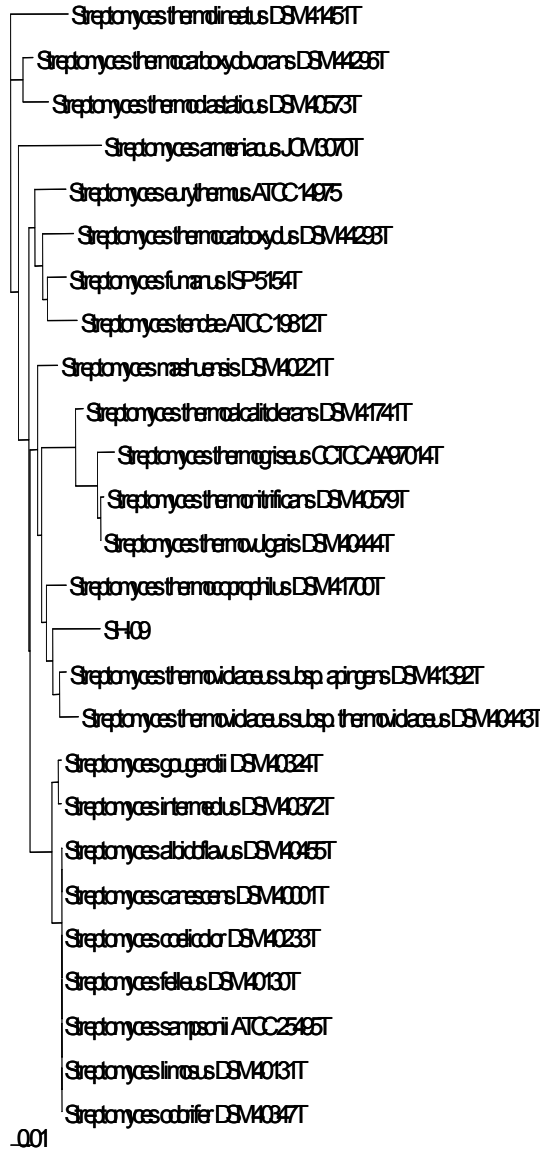 Streptomyces thermolineatus DSM41451T
Streptomyces thermocarboxydovorans DSM44296T
Streptomyces thermodiastaticus DSM40573T
Streptomyces armeniacus JCM3070T
Streptomyces eurythermus ATCC14975
Streptomyces thermocarboxydus DSM44293T
Streptomyces fumanus ISP5154T
Streptomyces tendae ATCC19812T
Streptomyces mashuensis DSM40221T
Streptomyces thermoalcalitolerans DSM41741T
Streptomyces thermogriseus CCTCCAA97014T
Streptomyces thermonitrificans DSM40579T
Streptomyces thermovulgaris DSM40444T
Streptomyces thermocoprophilus DSM41700T
SH-I09
Streptomyces thermoviolaceus subsp. apingens DSM41392T
Streptomyces thermoviolaceus subsp. thermoviolaceus DSM40443T
Streptomyces gougerotii DSM40324T
Streptomyces intermedius DSM40372T
Streptomyces albidoflavus DSM40455T
Streptomyces canescens DSM40001T
Streptomyces coelicolor DSM40233T
Streptomyces felleus DSM40130T
Streptomyces sampsonii ATCC25495T
Streptomyces limosus DSM40131T
Streptomyces odorifer DSM40347T
0.01